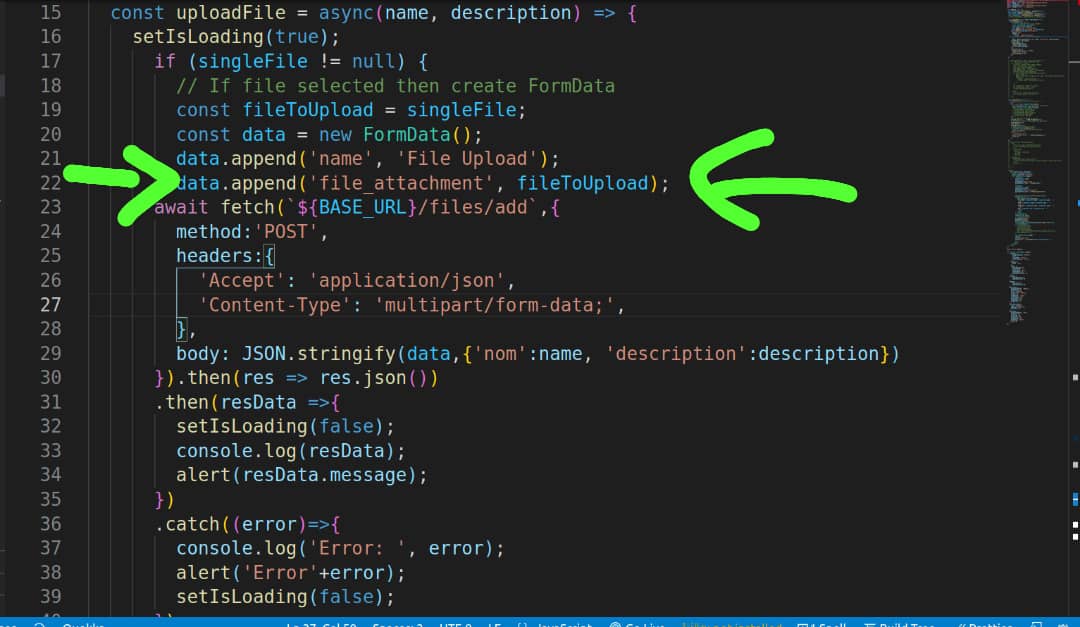 15 const uploadFile = async(name, description) => {
16 setIsLoading(true);
17 if (singleFile != null) {
18 // If file selected then create FormData
19 const fileToUpload = singleFile;
20 const data = new FormData();
21 data.append('name', 'File Upload');
22 data.append('file_attachment', fileToUpload);
23 await fetch(`${BASE_URL}/files/add`,{
24 method:'POST',
25 headers:{
26 'Accept': 'application/json',
27 'Content-Type': 'multipart/form-data;',
28 },
29 body: JSON.stringify(data,{'nom':name, 'description':description})
30 }).then(res => res.json())
31 .then(resData =>{
32 setIsLoading(false);
33 console.log(resData);
34 alert(resData.message);
35 })
36 .catch((error)=>{
37 console.log('Error: ', error);
38 alert('Error'+error);
39 setIsLoading(false);